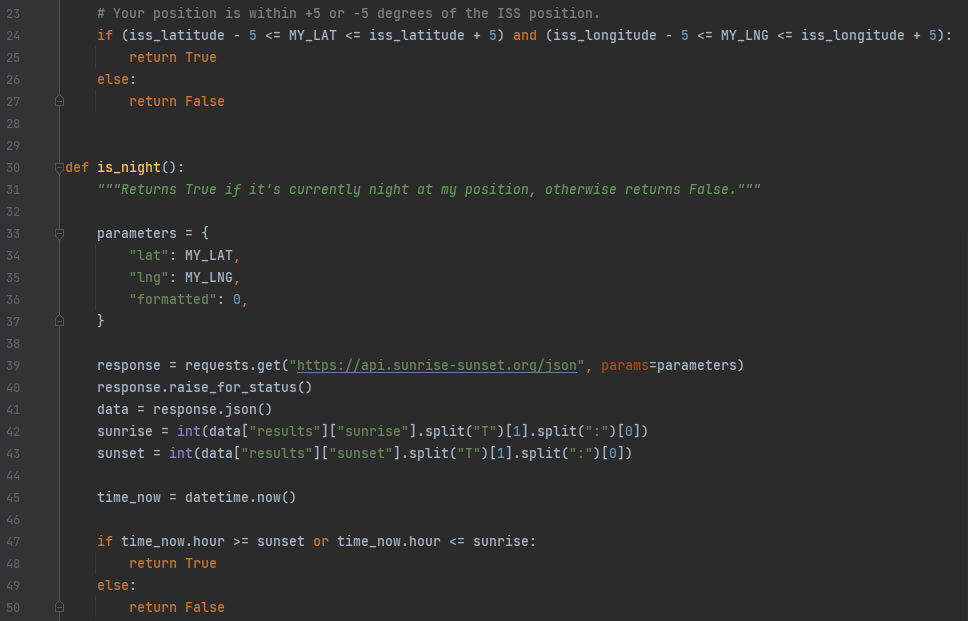 23 # Your position is within +5 or -5 degrees of the ISS position.
24 if (iss_latitude - 5 <= MY_LAT <= iss_latitude + 5) and (iss_longitude - 5 <= MY_LNG <= iss_longitude + 5):
25 return True
26 else:
27 return False
28
29
30 def is_night():
31 """Returns True if it's currently night at my position, otherwise returns False."""
32
33 parameters = {
34 "lat": MY_LAT,
35 "lng": MY_LNG,
36 "formatted": 0,
37 }
38
39 response = requests.get("https://api.sunrise-sunset.org/json", params=parameters)
40 response.raise_for_status()
41 data = response.json()
42 sunrise = int(data["results"]["sunrise"].split("T")[1].split(":")[0])
43 sunset = int(data["results"]["sunset"].split("T")[1].split(":")[0])
44
45 time_now = datetime.now()
46
47 if time_now.hour >= sunset or time_now.hour <= sunrise:
48 return True
49 else:
50 return False